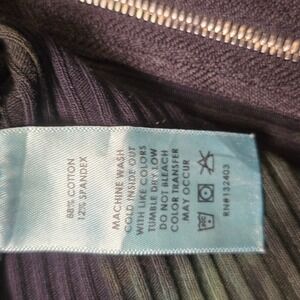 88% COTTON
12% SPANDEX
MACHINE WASH
COLD INSIDE OUT
WITH LIKE COLORS
TUMBLE DRY LOW
DO NOT BLEACH
COLOR TRANSFER
MAY OCCUR
RN#132403